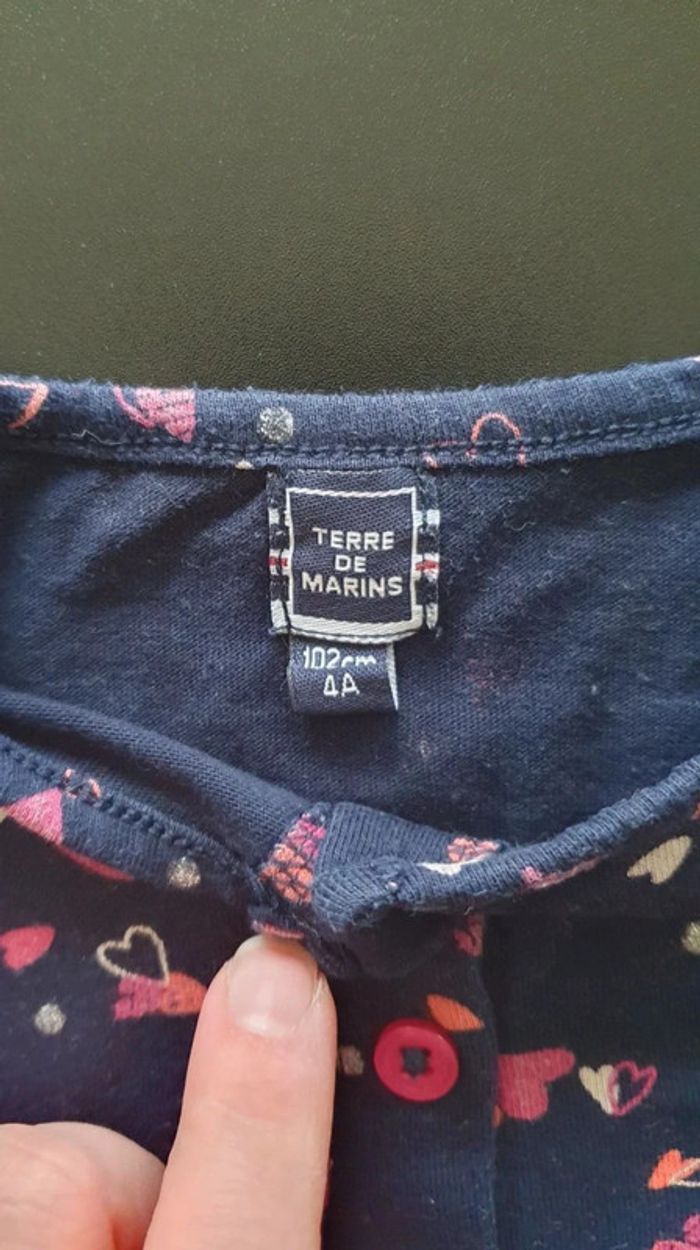 TERRE
DE
MARINS
102cm
4A